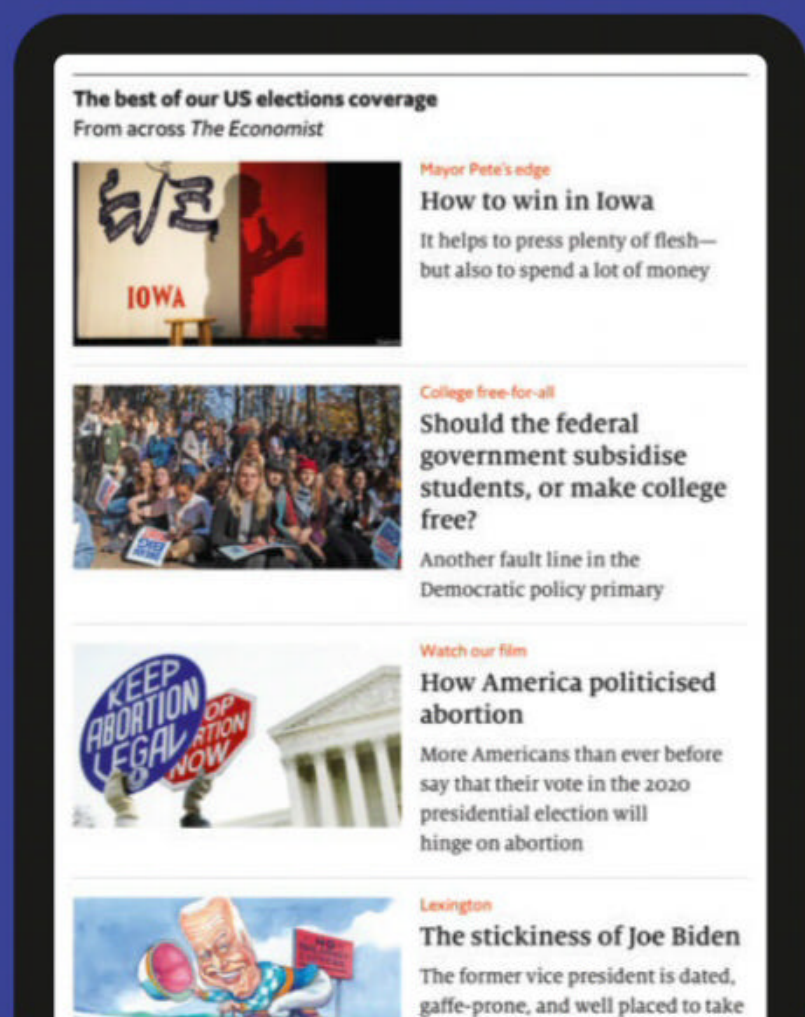 The best of our US elections coverage
From across The Economist
IOWA
Mayor Pete's edge
How to win in Iowa
It helps to press plenty of flesh—
but also to spend a lot of money
College free-for-all
Should the federal
government subsidise
students, or make college
free?
Another fault line in the
Democratic policy primary
KEEP
ABORTION
LEGAL
OP
RTION
NOW
Watch our film
How America politicised
abortion
More Americans than ever before
say that their vote in the 2020
presidential election will
hinge on abortion
NO
Lexington
The stickiness of Joe Biden
The former vice president is dated,
gaffe-prone, and well placed to take